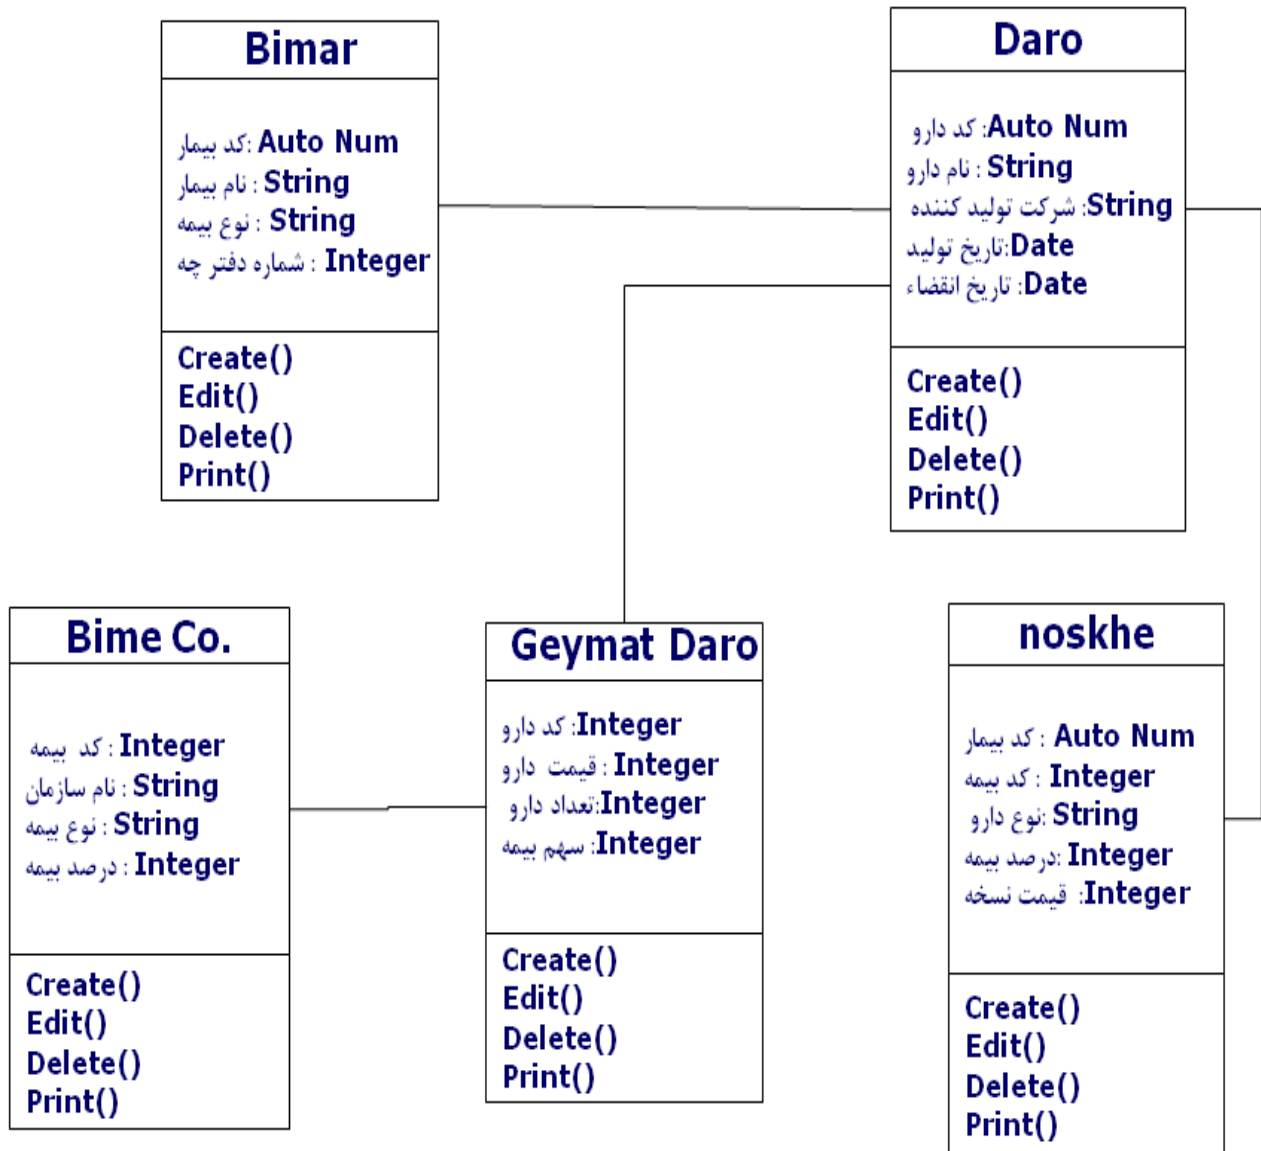 Bimar
کد بیمار: Auto Num
نام بیمار : String
نوع بیمه : String
شماره دفتر چه : Integer
Create()
Edit()
Delete()
Print()
Daro
کد دارو :Auto Num
نام دارو : String
شرکت تولید کننده :String
تاریخ تولید:Date
تاریخ انقضاء :Date
Create()
Edit()
Delete()
Print()
Bime Co.
کد بیمه : Integer
نام سازمان : String
نوع بیمه : String
درصد بیمه : Integer
Create()
Edit()
Delete()
Print()
Geymat Daro
کد دارو :Integer
قیمت دارو : Integer
تعداد دارو:Integer
سهم بیمه :Integer
Create()
Edit()
Delete()
Print()
noskhe
کد بیمار : Auto Num
کد بیمه : Integer
نوع دارو: String
درصد بیمه: Integer
قیمت نسخه :Integer
Create()
Edit()
Delete()
Print()